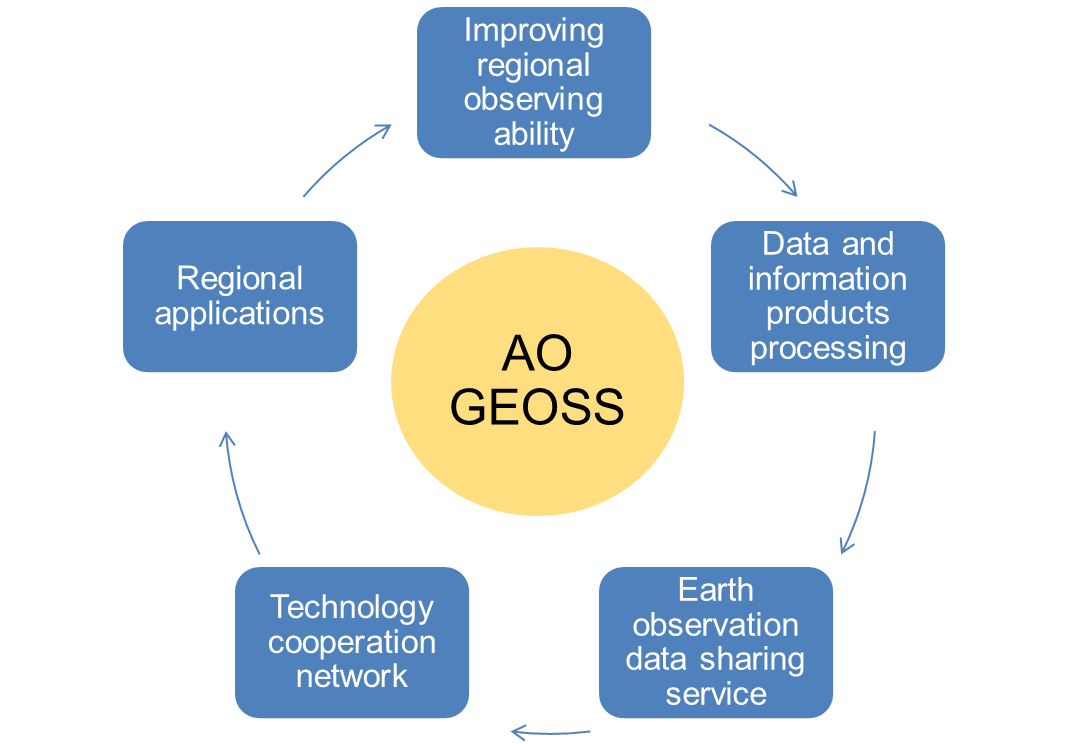 Improving
regional
observing
ability
Data and
information
products
processing
Earth
observation
data sharing
service
Technology
cooperation
network
Regional
applications
AO
GEOSS